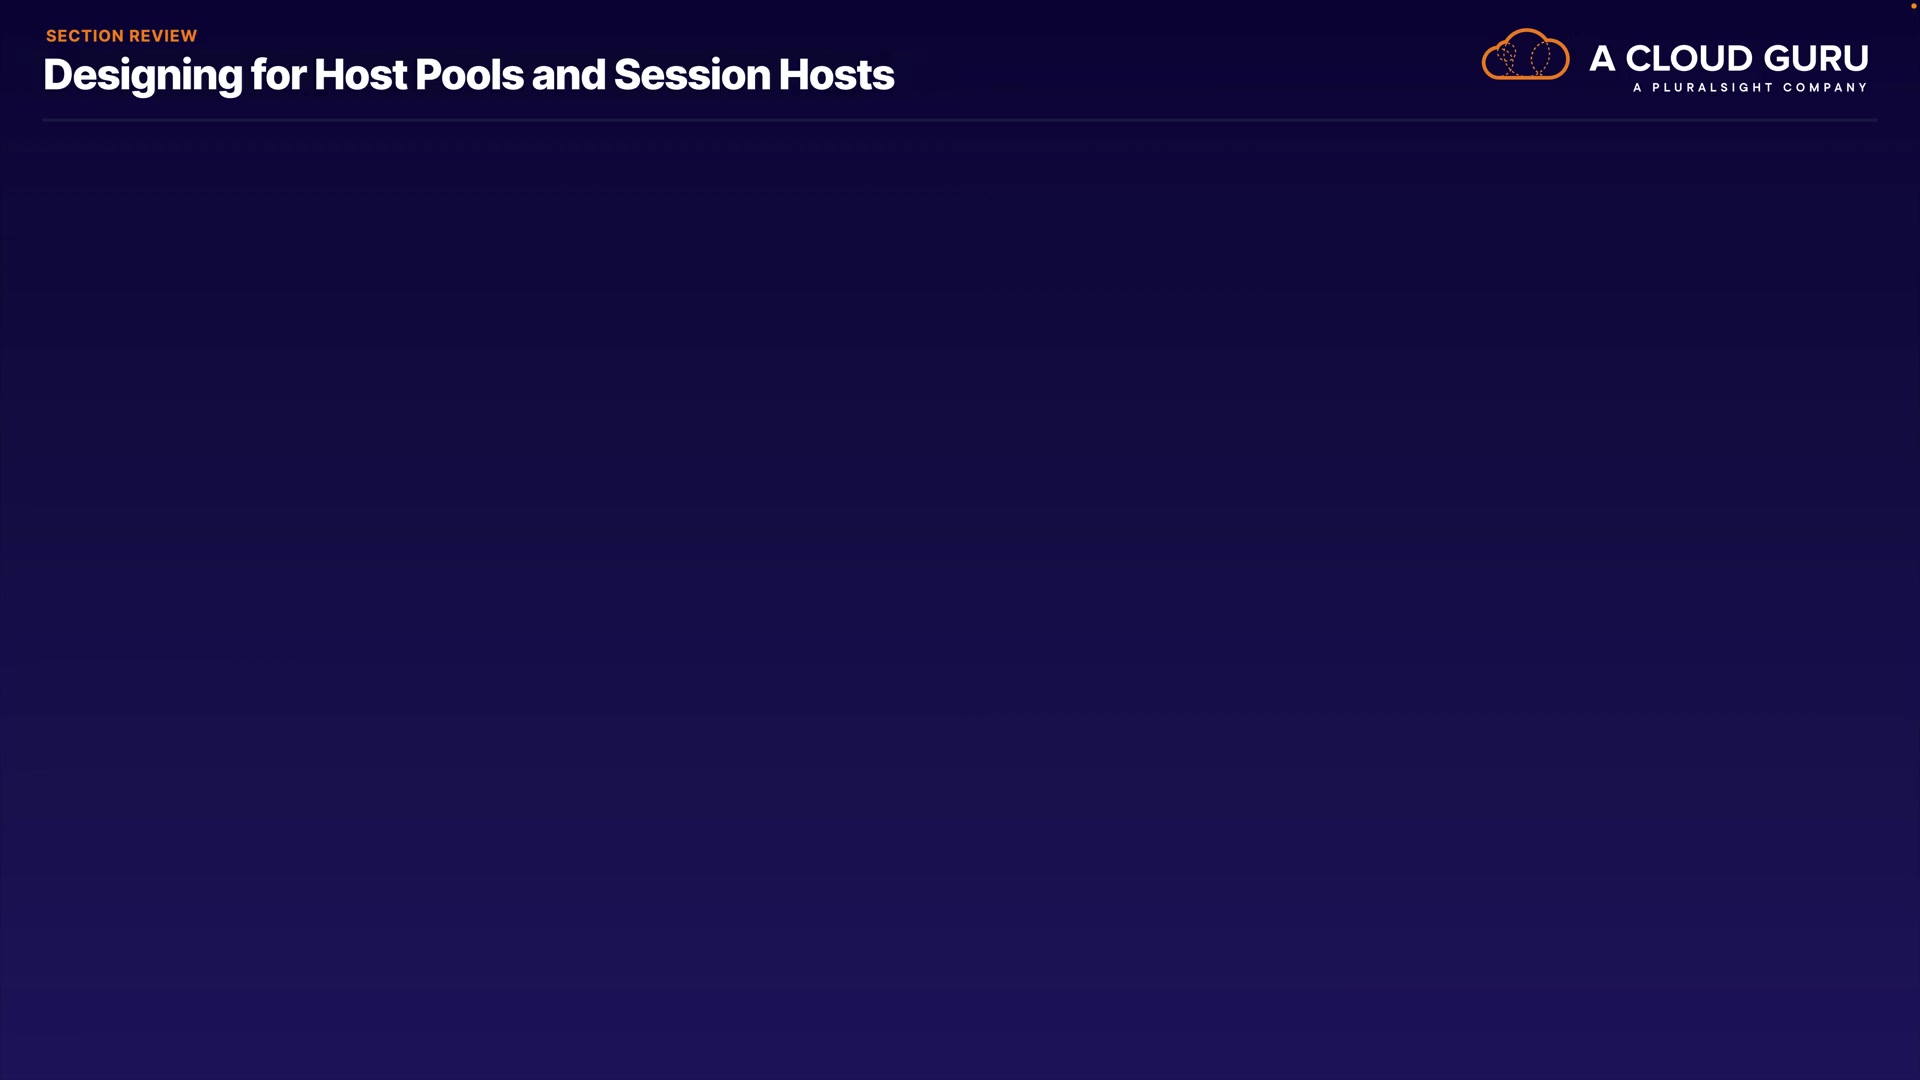 SECTION REVIEW
Designing for Host Pools and Session Hosts
A CLOUD GURU
A PLURALSIGHT COMPANY